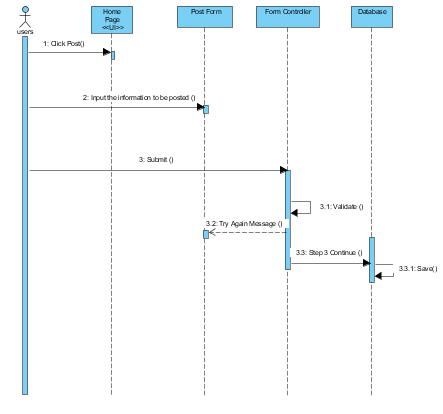 Home
Page
<<UI>>
Post Form
Form Controller
Database
users
1: Click Post()
2: Input the information to be posted ()
3: Submit ()
3.1: Validate ()
3.2: Try Again Message ()
3.3: Step 3 Continue ()
3.3.1: Save()